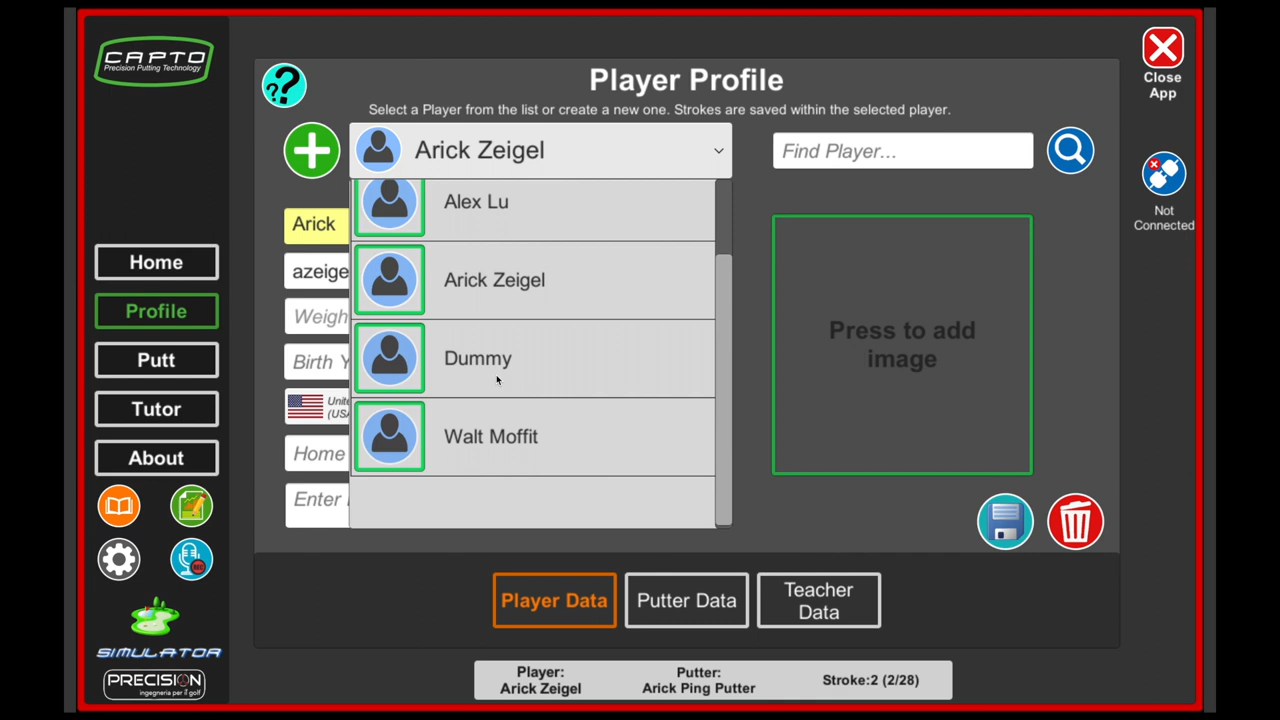 CAPTO
Precision Putting Technology
Home
Profile
Putt
Tutor
About
REC
SIMULATOR
PRECISION
ingegneria per il golf
??
Player Profile
Select a Player from the list or create a new one. Strokes are saved within the selected player.
Arick Zeigel
Find Player...
Alex Lu
Arick Zeigel
Dummy
Walt Moffit
Arick
azeige
Weigh
Birth Y
Unite
(USA
Home
Enter
Press to add
image
Player Data
Putter Data
Teacher
Data
Player:
Arick Zeigel
Putter:
Arick Ping Putter
Stroke:2 (2/28)
Close
App
Not
Connected